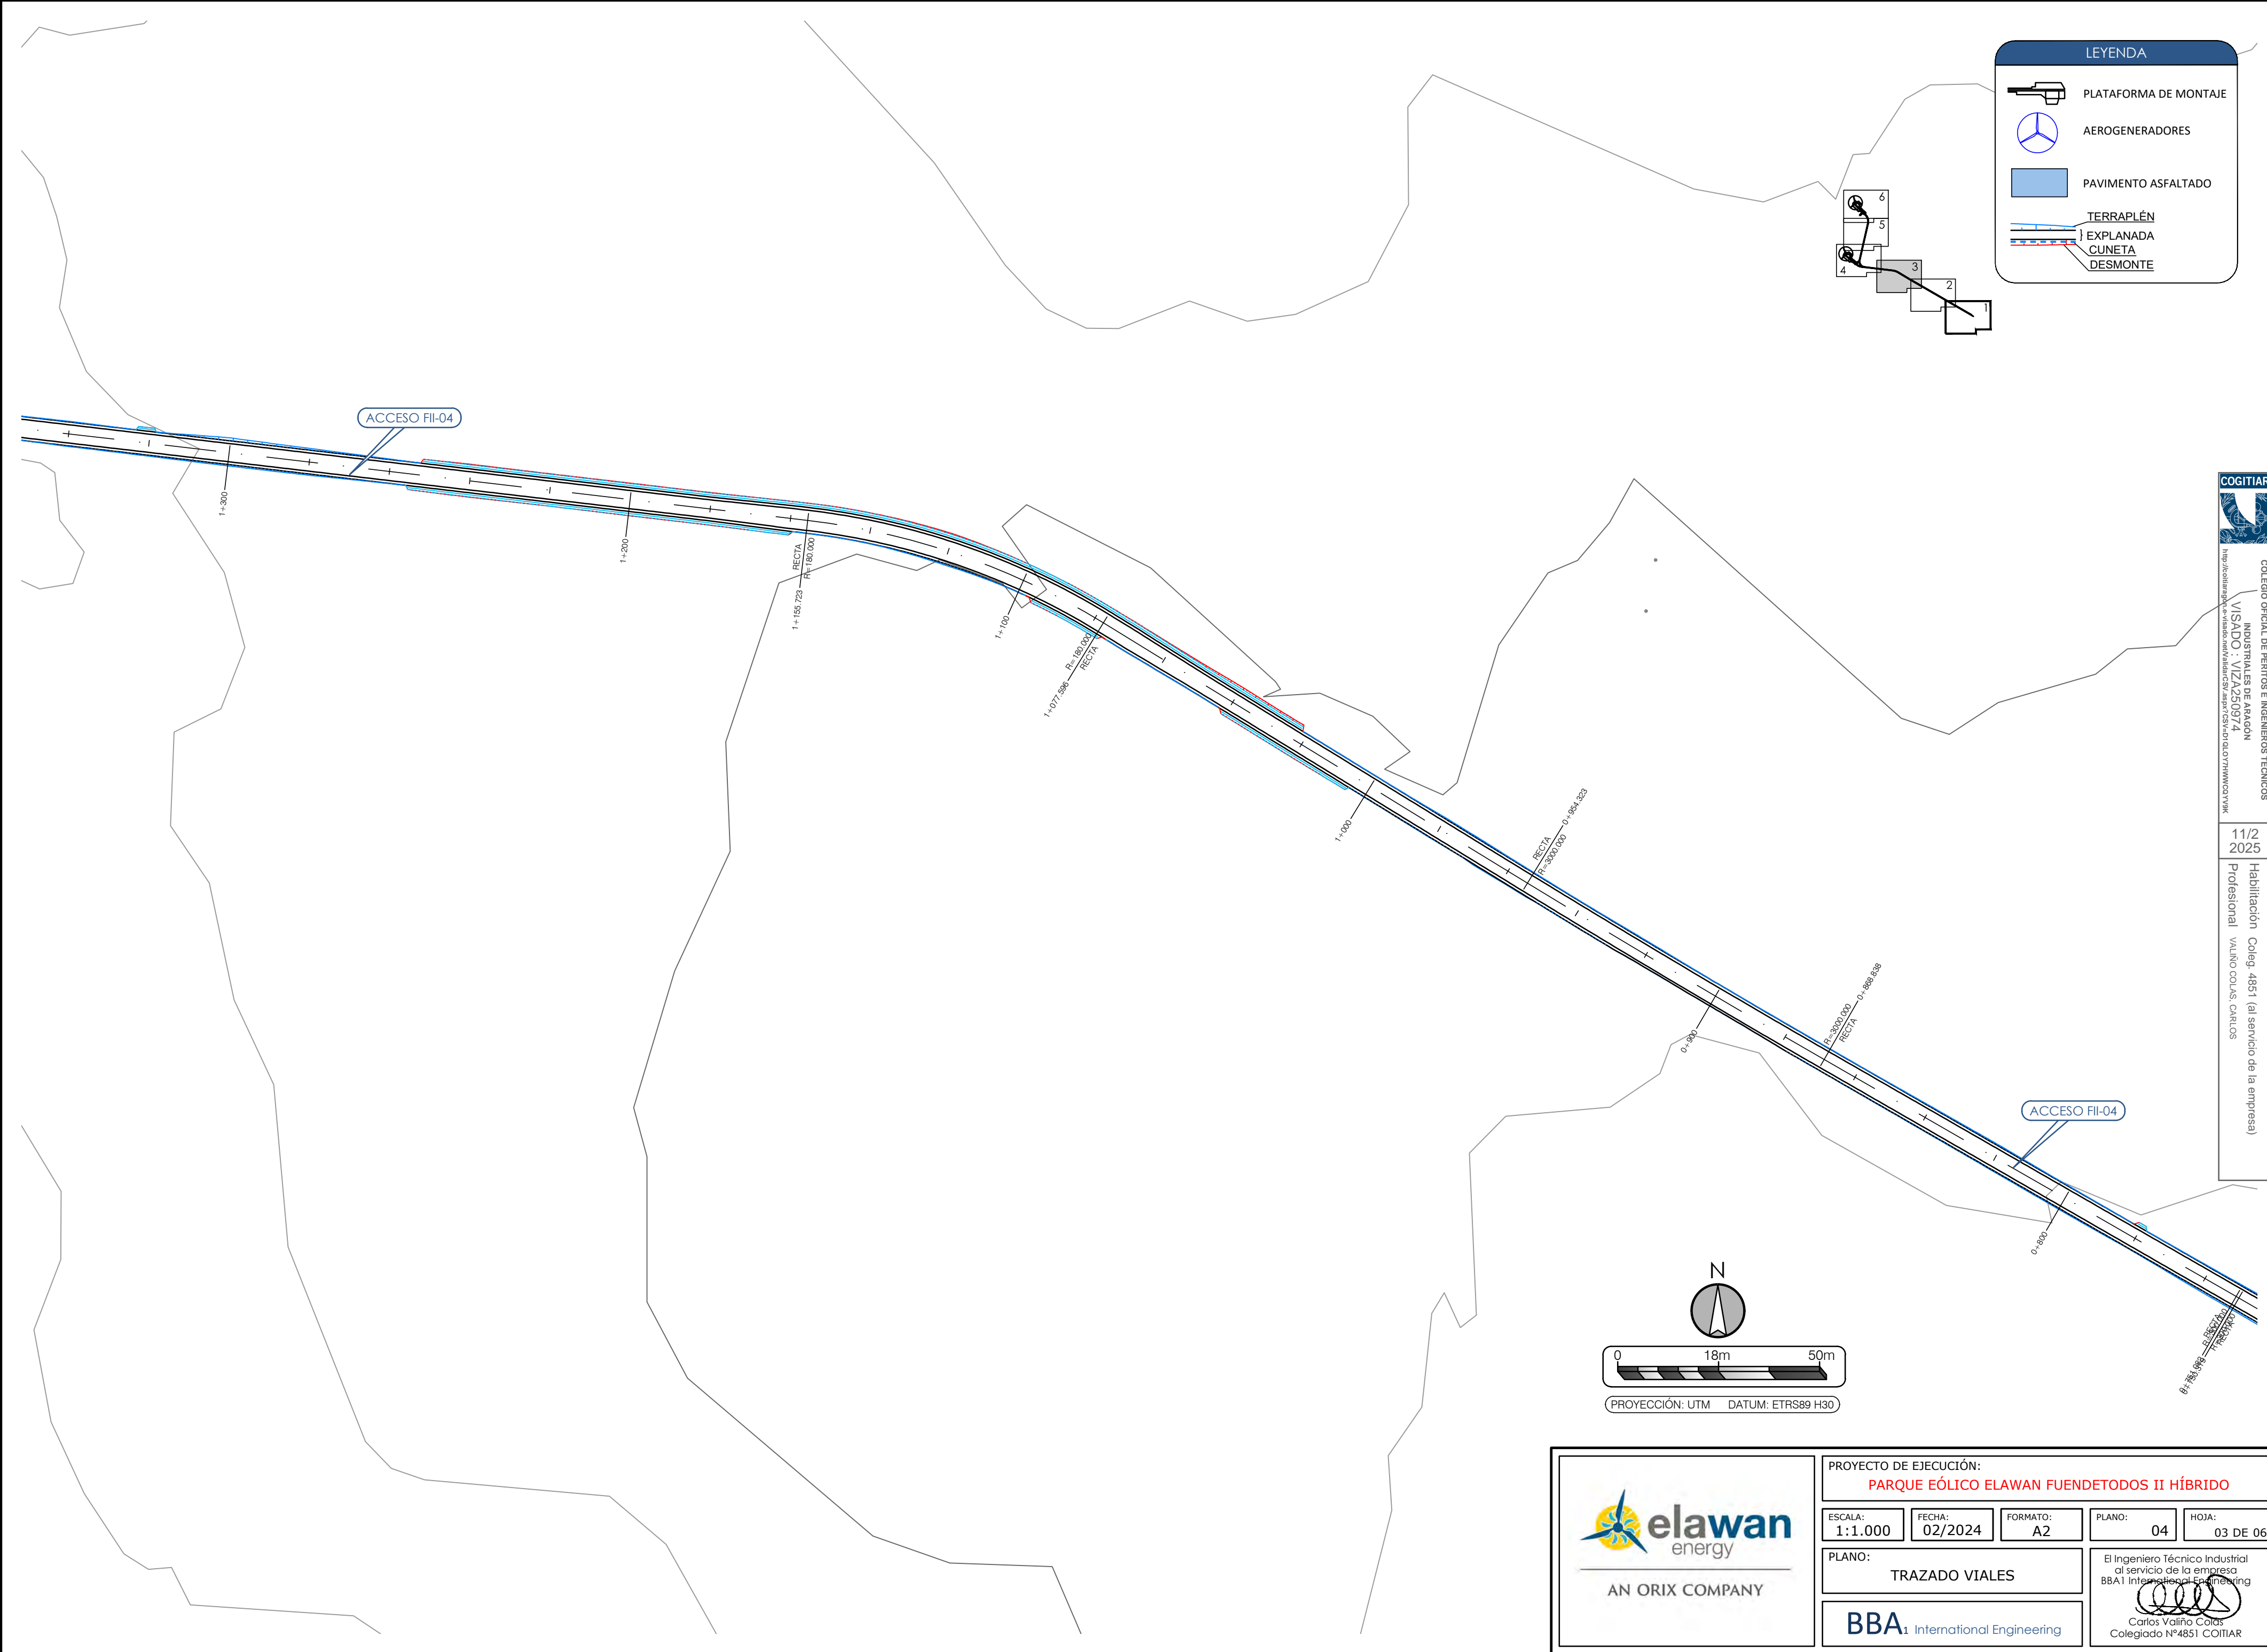 LEYENDA
PLATAFORMA DE MONTAJE
AEROGENERADORES
PAVIMENTO ASFALTADO
TERRAPLÉN
} EXPLANADA
CUNETA
DESMONTE
6
5
4
3
2
1
ACCESO FII-04
1+300
1+200
RECTA
1+155.723
R=180.000
1+100
R=180.000
1+077.596
RECTA
1+000
RECTA
0+954.323
R=3000.000
0+900
R=3000.000
0+868.838
RECTA
ACCESO FII-04
0+800
RECTA
RECTA
COGITIAR
COLEGIO OFICIAL DE PERITOS E INGENIEROS TÉCNICOS
INDUSTRIALES DE ARAGÓN
VISADO : VIZA250974
11/2
2025
Habilitación Coleg. 4851 (al servicio de la empresa)
Profesional VALIÑO COLAS, CARLOS
N
0 18m 50m
PROYECCIÓN: UTM DATUM: ETRS89 H30
elawan
energy
AN ORIX COMPANY
PROYECTO DE EJECUCIÓN:
PARQUE EÓLICO ELAWAN FUENDETODOS II HÍBRIDO
ESCALA:
1:1.000
FECHA:
02/2024
FORMATO:
A2
PLANO:
04
HOJA:
03 DE 06
PLANO:
TRAZADO VIALES
BBA1 International Engineering
El Ingeniero Técnico Industrial
al servicio de la empresa
BBA1 International Engineering
Carlos Valiño Colás
Colegiado Nº4851 COITIAR